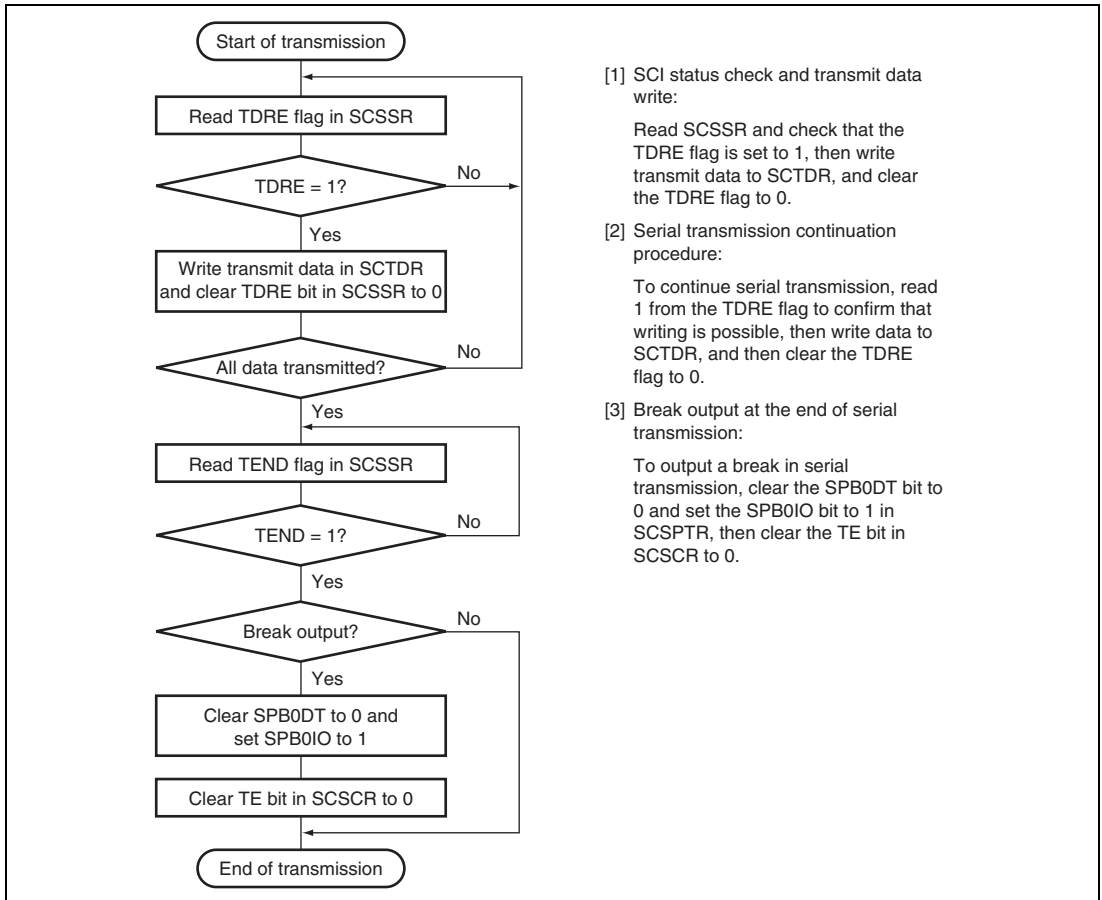 Start of transmission
Read TDRE flag in SCSSR
TDRE = 1?
No
Yes
Write transmit data in SCTDR
and clear TDRE bit in SCSSR to 0
All data transmitted?
No
Yes
Read TEND flag in SCSSR
TEND = 1?
No
Yes
Break output?
No
Yes
Clear SPB0DT to 0 and
set SPB0IO to 1
Clear TE bit in SCSCR to 0
End of transmission
[1] SCI status check and transmit data
write:
Read SCSSR and check that the
TDRE flag is set to 1, then write
transmit data to SCTDR, and clear
the TDRE flag to 0.
[2] Serial transmission continuation
procedure:
To continue serial transmission, read
1 from the TDRE flag to confirm that
writing is possible, then write data to
SCTDR, and then clear the TDRE
flag to 0.
[3] Break output at the end of serial
transmission:
To output a break in serial
transmission, clear the SPB0DT bit to
0 and set the SPB0IO bit to 1 in
SCSPTR, then clear the TE bit in
SCSCR to 0.